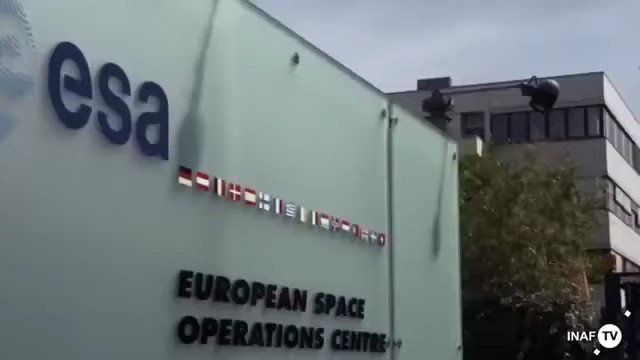 esa
EUROPEAN SPACE
OPERATIONS CENTRE
INAF TV